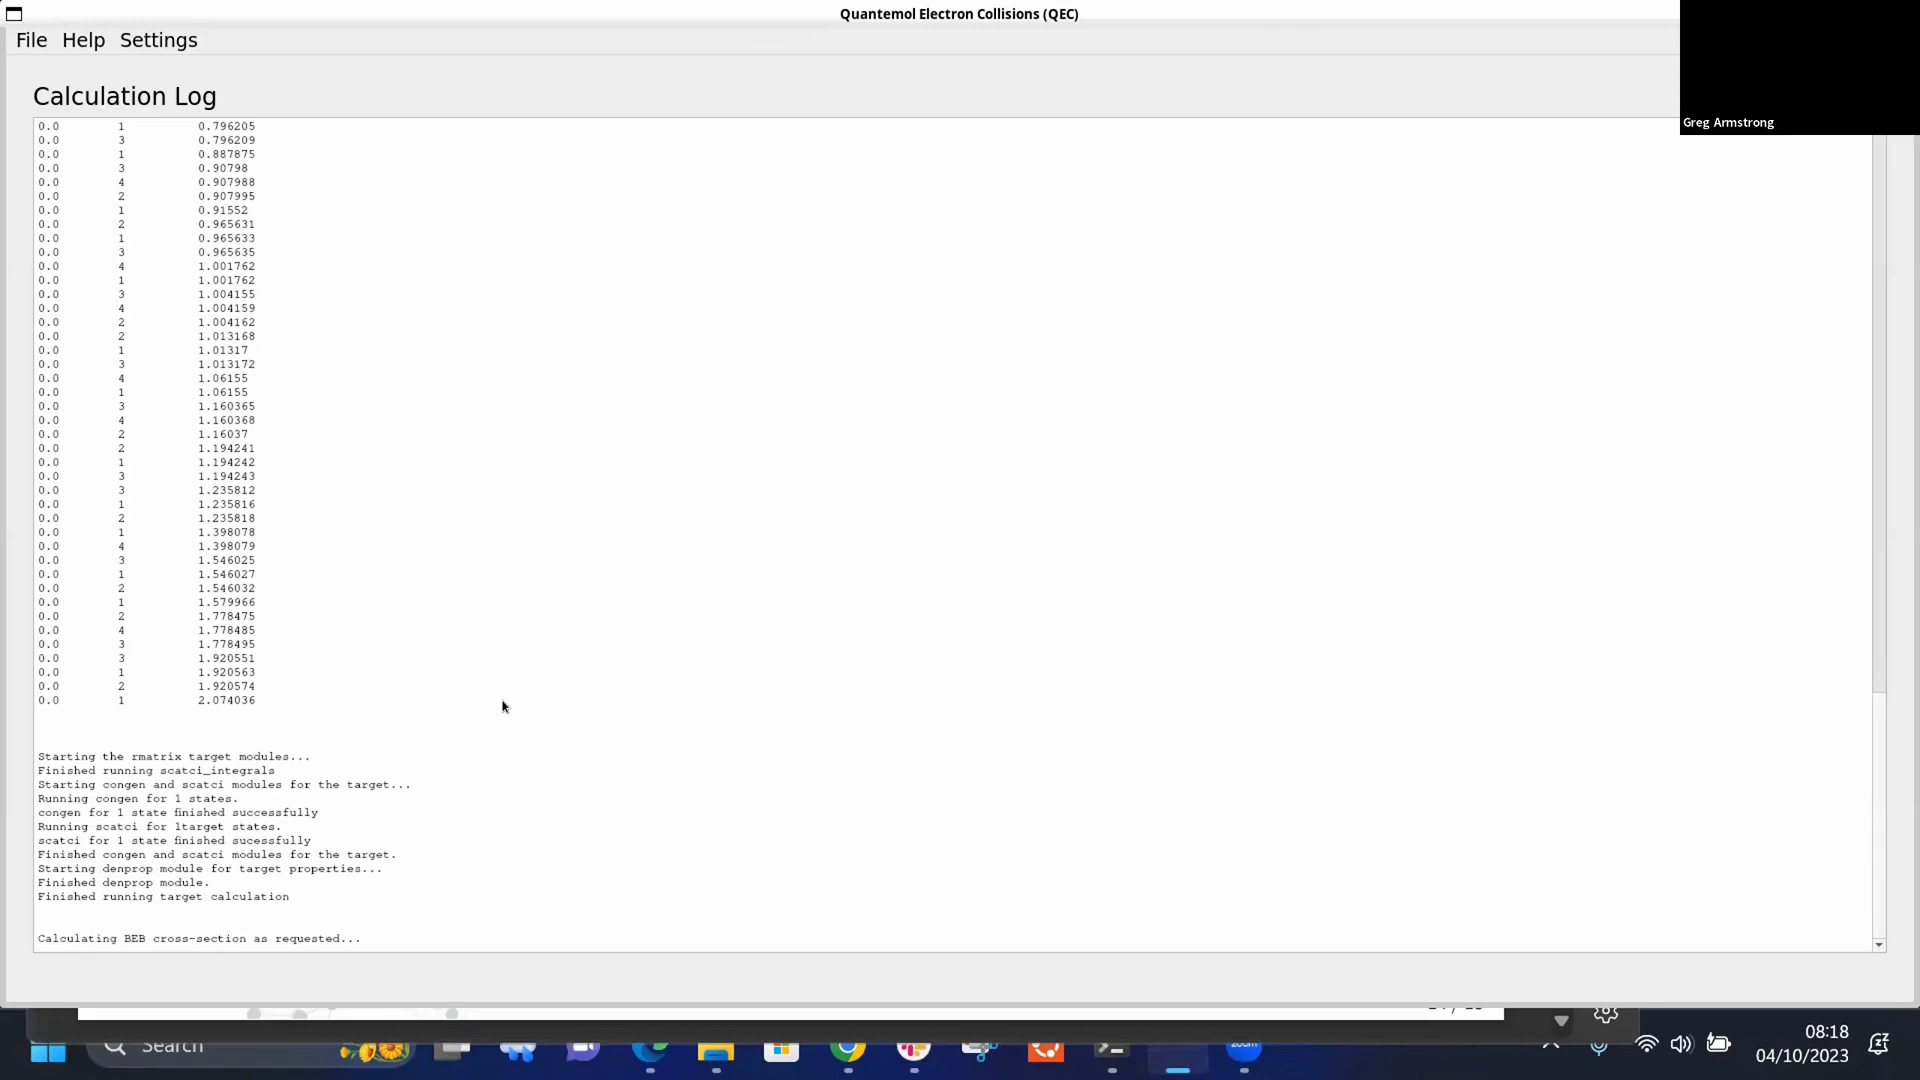 Quantemol Electron Collisions (QEC)
File Help Settings
Greg Armstrong
Calculation Log
0.0 1 0.796205
0.0 3 0.796209
0.0 1 0.887875
0.0 3 0.90798
0.0 4 0.907988
0.0 2 0.907995
0.0 1 0.91552
0.0 2 0.965631
0.0 1 0.965633
0.0 3 0.965635
0.0 4 1.001762
0.0 1 1.001762
0.0 3 1.004155
0.0 4 1.004159
0.0 2 1.004162
0.0 2 1.013168
0.0 1 1.01317
0.0 3 1.013172
0.0 4 1.06155
0.0 1 1.06155
0.0 3 1.160365
0.0 4 1.160368
0.0 2 1.16037
0.0 2 1.194241
0.0 1 1.194242
0.0 3 1.194243
0.0 3 1.235812
0.0 1 1.235816
0.0 2 1.235818
0.0 1 1.398078
0.0 4 1.398079
0.0 3 1.546025
0.0 1 1.546027
0.0 2 1.546032
0.0 1 1.579966
0.0 2 1.778475
0.0 4 1.778485
0.0 3 1.778495
0.0 3 1.920551
0.0 1 1.920563
0.0 2 1.920574
0.0 1 2.074036
Starting the rmatrix target modules...
Finished running scatci_integrals
Starting congen and scatci modules for the target...
Running congen for 1 states.
congen for 1 state finished successfully
Running scatci for 1target states.
scatci for 1 state finished sucessfully
Finished congen and scatci modules for the target.
Starting denprop module for target properties...
Finished denprop module.
Finished running target calculation
Calculating BEB cross-section as requested...
Search
zoom
08:18
04/10/2023